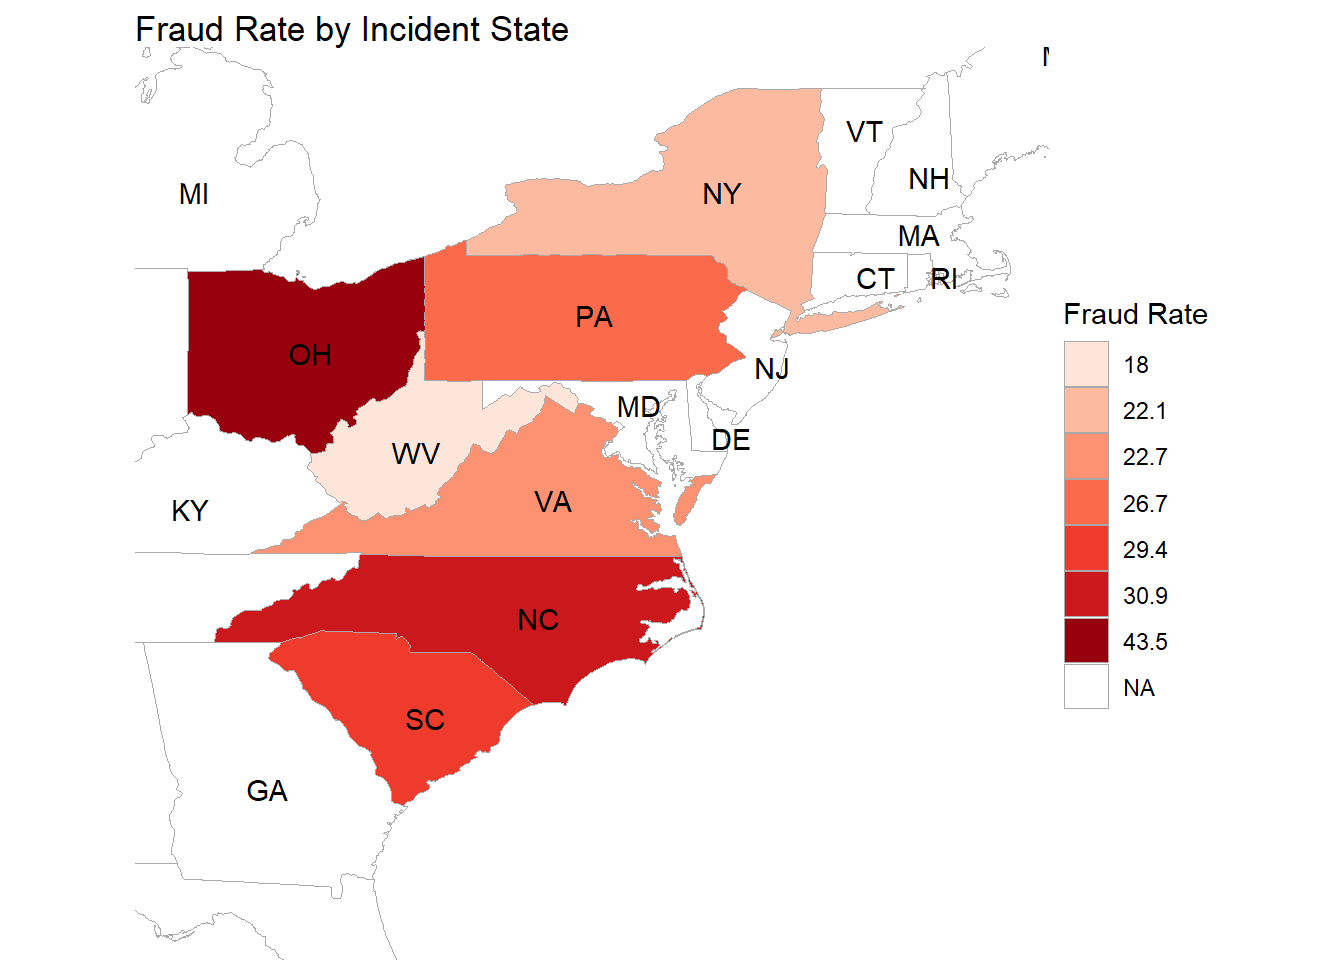 Fraud Rate by Incident State
VT
NH
MI
NY
MA
CT
RI
PA
OH
NJ
MD
DE
WV
VA
KY
NC
SC
GA
Fraud Rate
18
22.1
22.7
26.7
29.4
30.9
43.5
NA